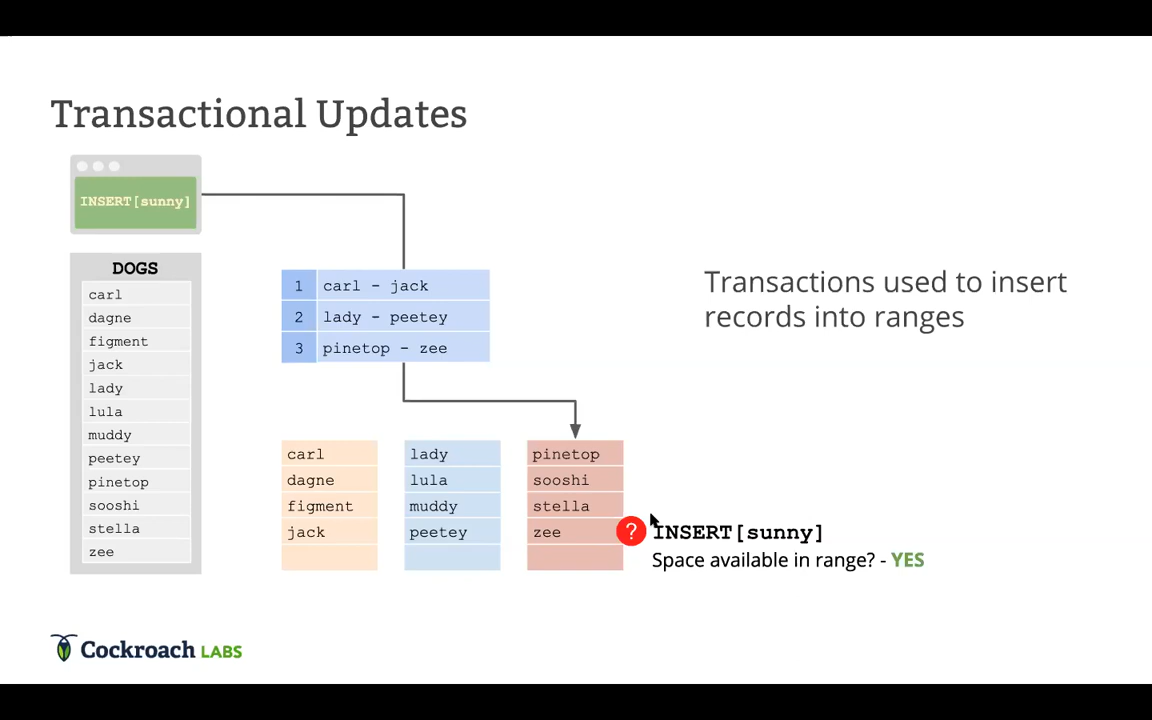 Transactional Updates
INSERT[sunny]
DOGS
carl
dagne
figment
jack
lady
lula
muddy
peetey
pinetop
sooshi
stella
zee
1 carl - jack
2 lady - peetey
3 pinetop - zee
Transactions used to insert
records into ranges
carl
dagne
figment
jack
lady
lula
muddy
peetey
pinetop
sooshi
stella
zee
?
INSERT[sunny]
Space available in range? - YES
Cockroach LABS